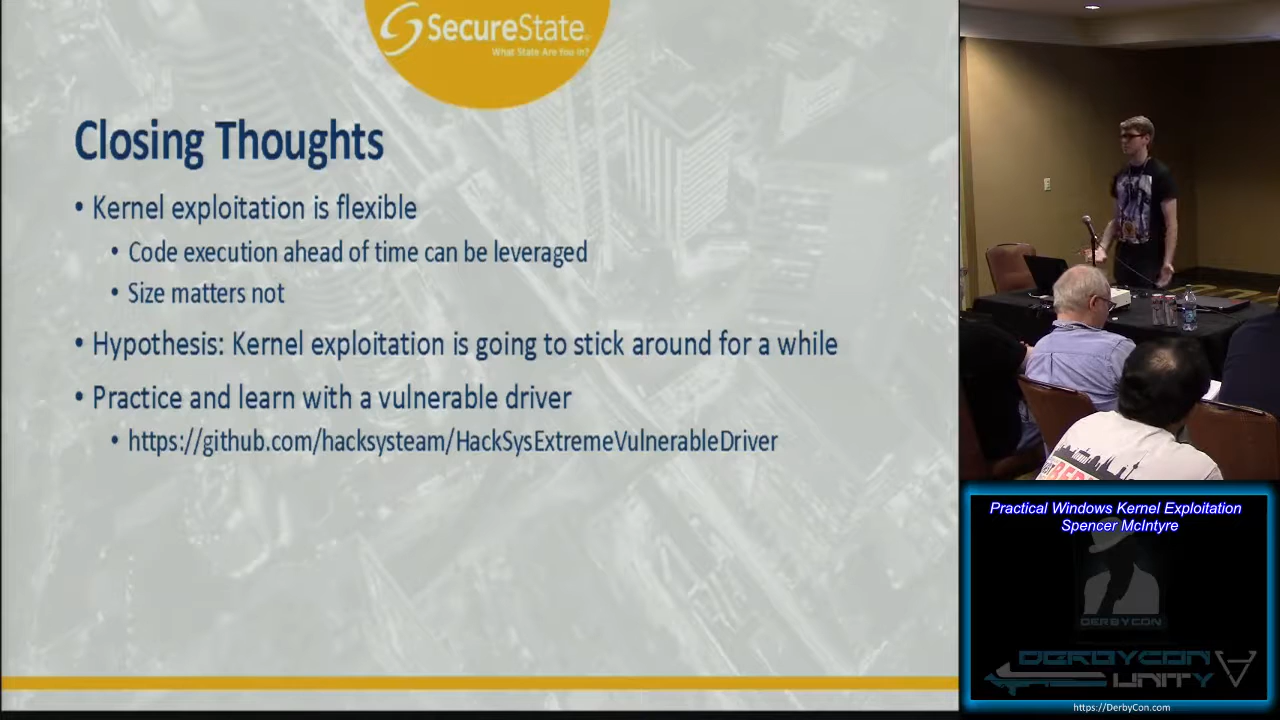 SecureState
What State Are You In?
Closing Thoughts
• Kernel exploitation is flexible
• Code execution ahead of time can be leveraged
• Size matters not
• Hypothesis: Kernel exploitation is going to stick around for a while
• Practice and learn with a vulnerable driver
• https://github.com/hacksysteam/HackSysExtremeVulnerableDriver
Practical Windows Kernel Exploitation
Spencer McIntyre
DERBYCON
DERBYCON
UNITY
https://DerbyCon.com